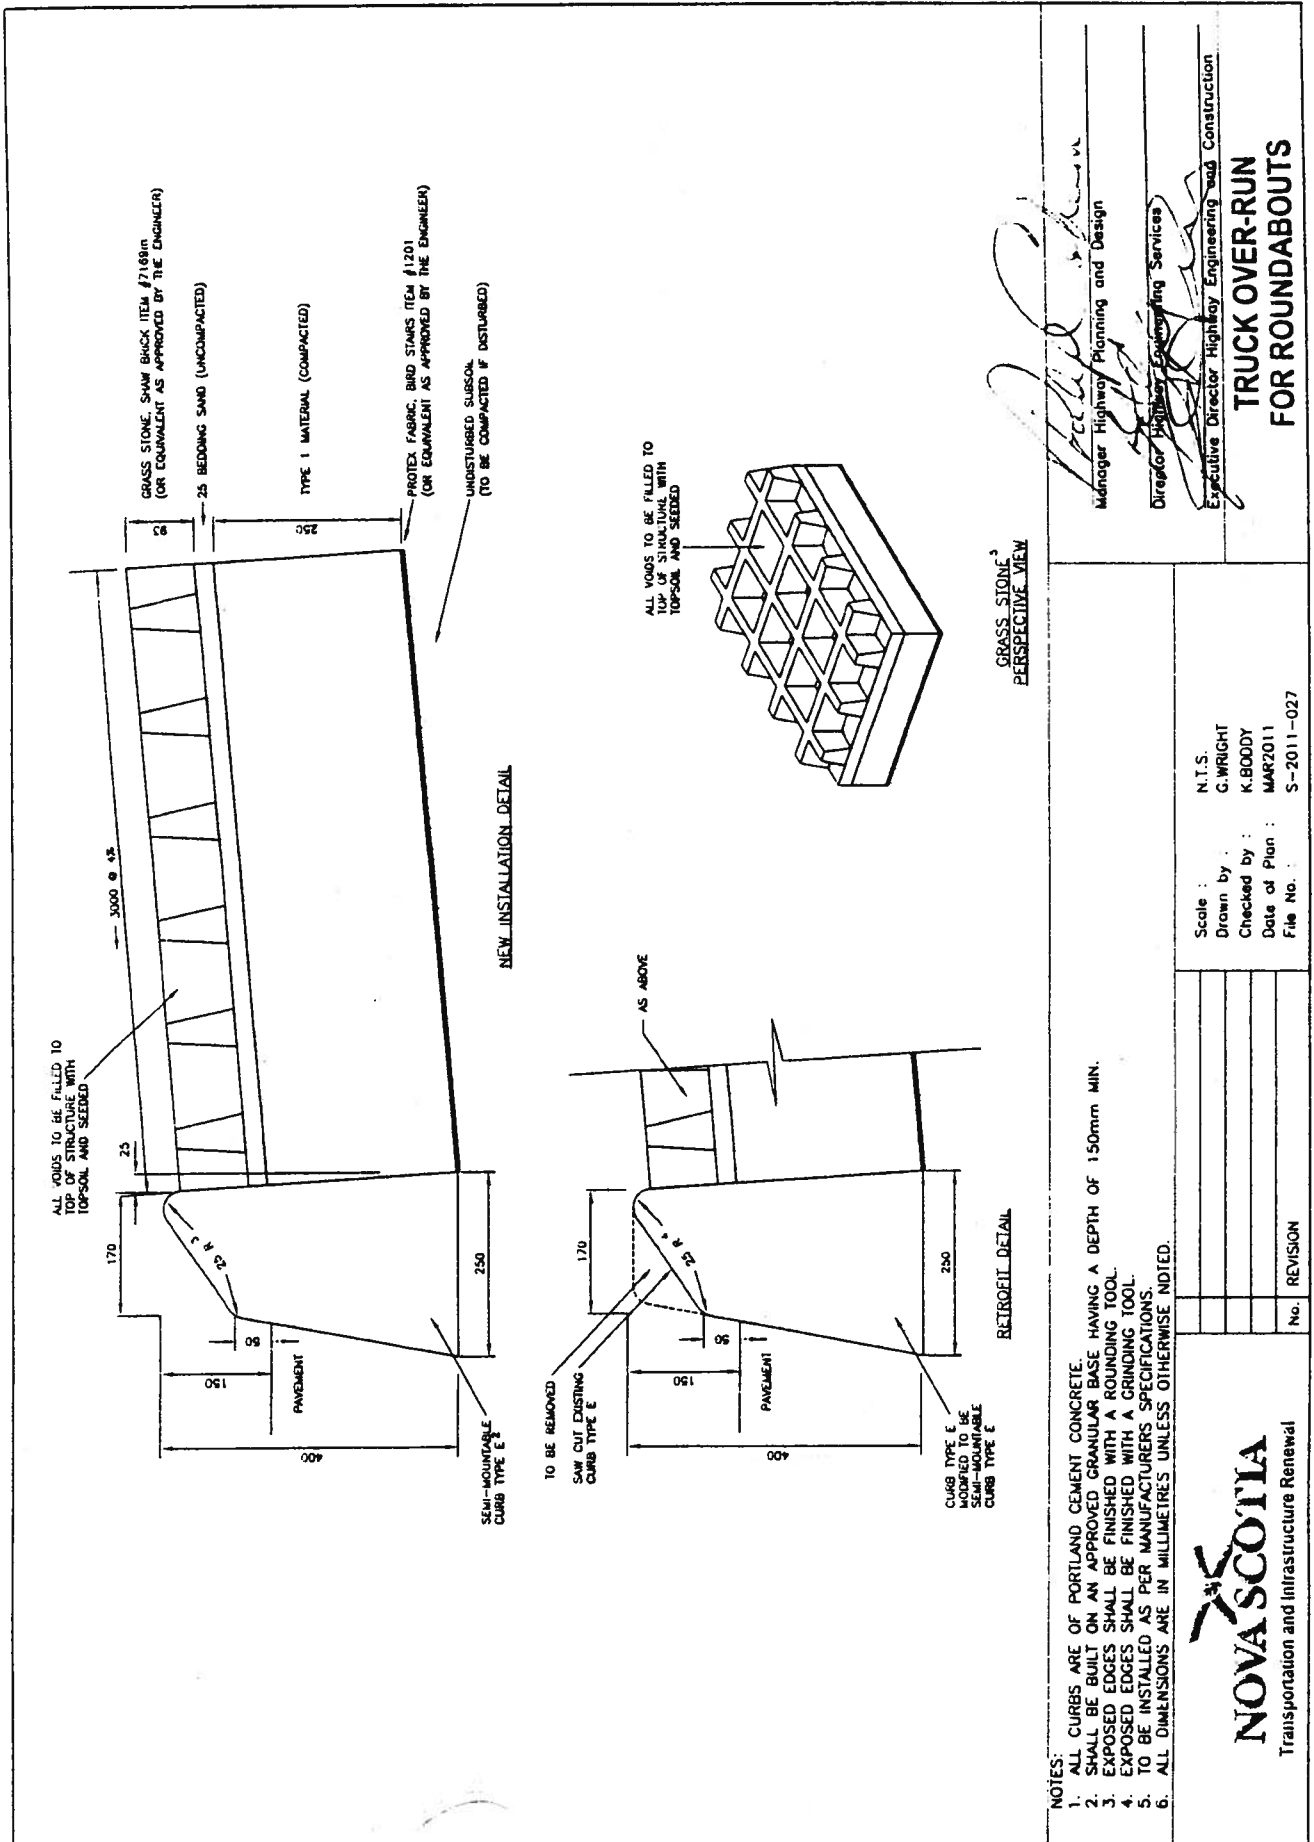 ALL VOIDS TO BE FILLED TO
TOP OF STRUCTURE WITH
TOPSOIL AND SEEDED
3000 @ 4%
25
170
25 R 3
150
50
400
PAVEMENT
250
93
250
GRASS STONE, SHAW BRICK ITEM #7168m
(OR EQUIVALENT AS APPROVED BY THE ENGINEER)
25 BEDDING SAND (UNCOMPACTED)
TYPE 1 MATERIAL (COMPACTED)
PROTEX FABRIC, BIRD STAIRS ITEM #1201
(OR EQUIVALENT AS APPROVED BY THE ENGINEER)
UNDISTURBED SUBSOIL
(TO BE COMPACTED IF DISTURBED)
SEMI-MOUNTABLE
CURB TYPE E 2
NEW INSTALLATION DETAIL
TO BE REMOVED
SAW CUT EXISTING
CURB TYPE E
170
25 R 4
150
PAVEMENT
400
250
AS ABOVE
CURB TYPE E
MODIFIED TO BE
SEMI-MOUNTABLE
CURB TYPE E
RETROFIT DETAIL
ALL VOIDS TO BE FILLED TO
TOP OF STRUCTURE WITH
TOPSOIL AND SEEDED
GRASS STONE 5
PERSPECTIVE VIEW
NOTES:
1. ALL CURBS ARE OF PORTLAND CEMENT CONCRETE.
2. SHALL BE BUILT ON AN APPROVED GRANULAR BASE HAVING A DEPTH OF 150mm MIN.
3. EXPOSED EDGES SHALL BE FINISHED WITH A ROUNDING TOOL.
4. EXPOSED EDGES SHALL BE FINISHED WITH A GRINDING TOOL.
5. TO BE INSTALLED AS PER MANUFACTURERS SPECIFICATIONS.
6. ALL DIMENSIONS ARE IN MILLIMETRES UNLESS OTHERWISE NOTED.
NOVA SCOTIA
Transportation and Infrastructure Renewal
No. REVISION
Scale : N.T.S.
Drawn by : G.WRIGHT
Checked by : K.BODDY
Date of Plan : MAR2011
File No. : S-2011-027
Manager Highway Planning and Design
Director Highway Engineering Services
Executive Director Highway Engineering and Construction
TRUCK OVER-RUN
FOR ROUNDABOUTS